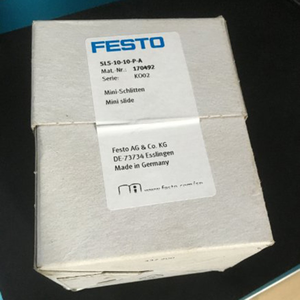 FESTO
SLS-10-10-P-A
Mat. Nr.: 170492
Serie: KO02
Mini-Schlitten
Mini slide
Festo AG & Co. KG
DE-73734 Esslingen
Made in Germany